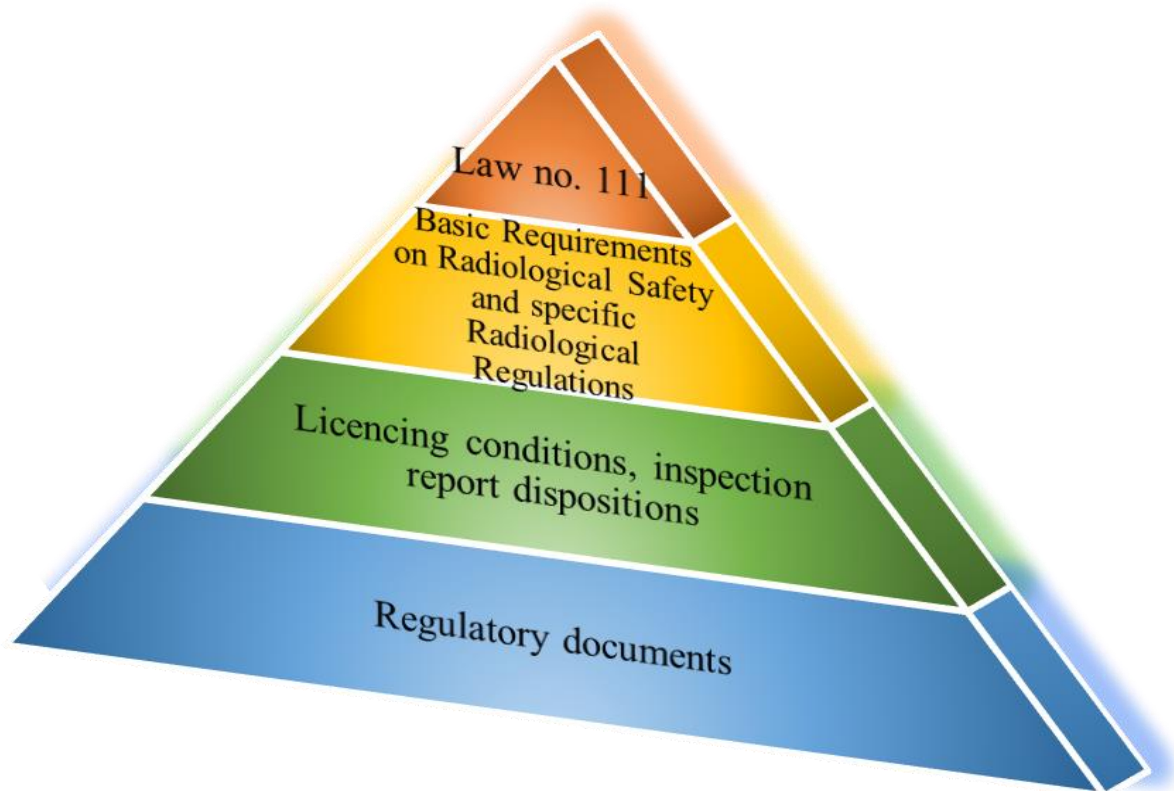 Law no. 111
Basic Requirements
on Radiological Safety
and specific
Radiological
Regulations
Licencing conditions, inspection
report dispositions
Regulatory documents